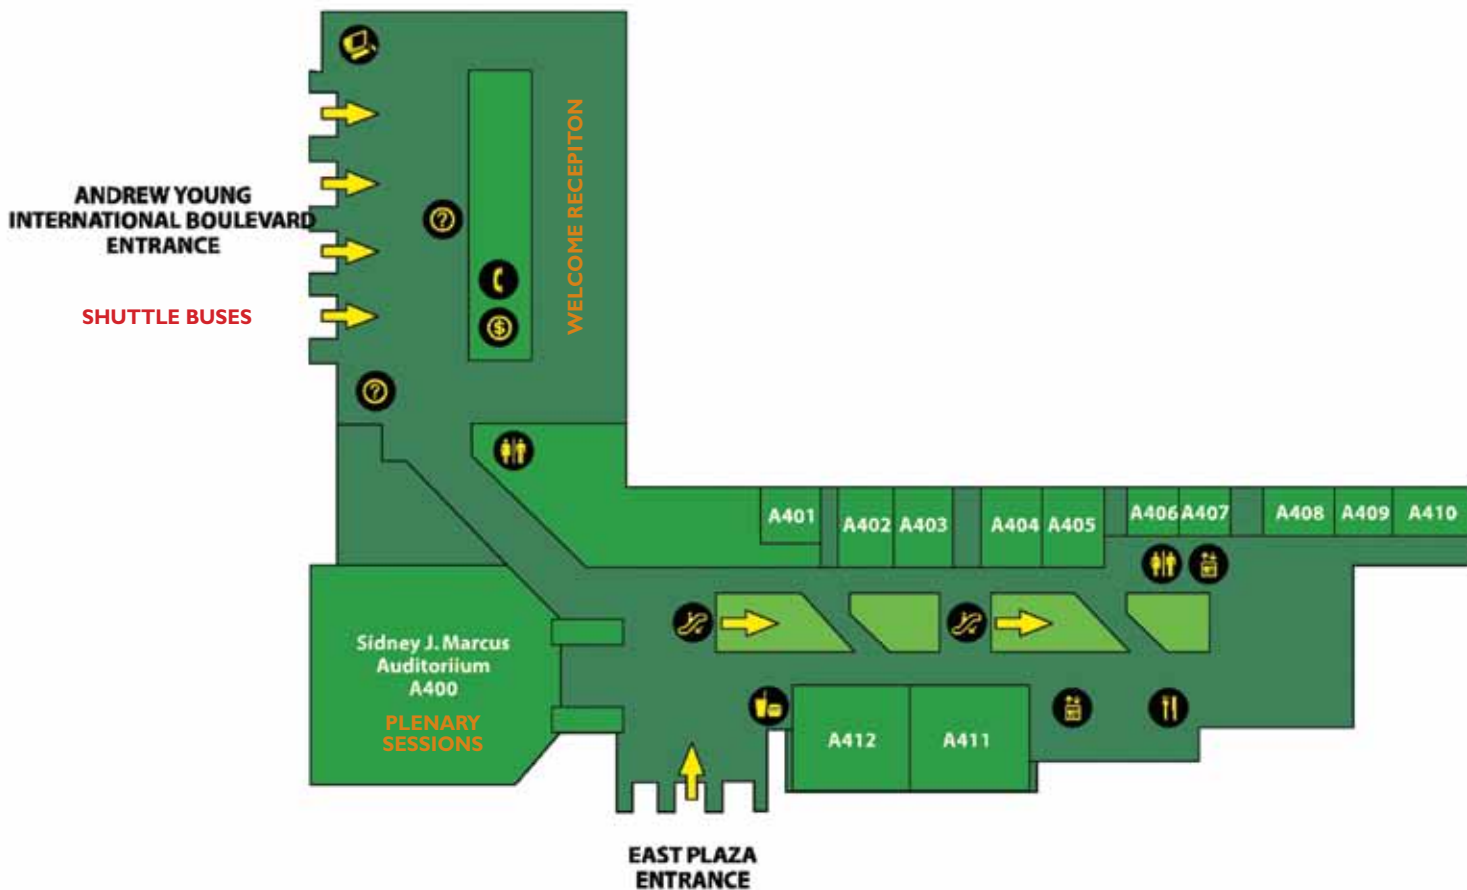 ANDREW YOUNG
INTERNATIONAL BOULEVARD
ENTRANCE
SHUTTLE BUSES
WELCOME RECEPITON
?
?
$
A401
A402
A403
A404
A405
A406
A407
A408
A409
A410
Sidney J. Marcus
Auditoriium
A400
PLENARY
SESSIONS
A412
A411
EAST PLAZA
ENTRANCE